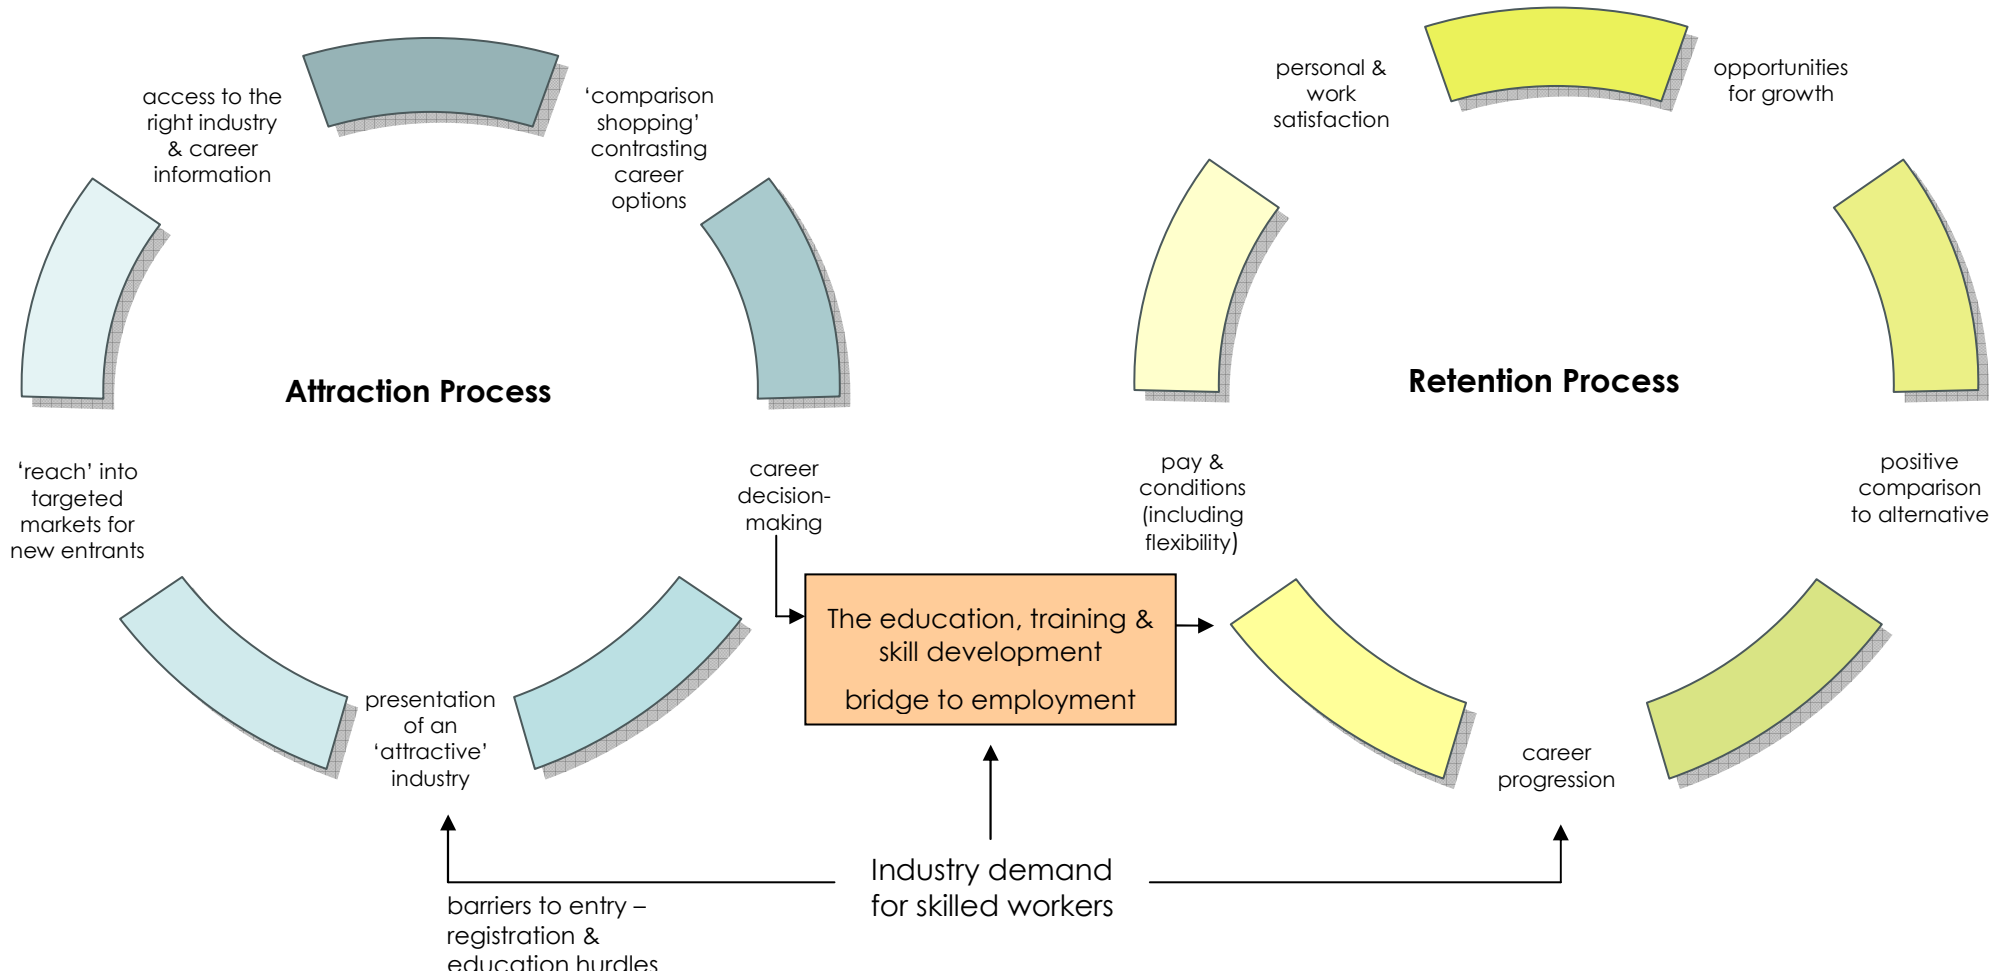 access to the
right industry
& career
information
‘comparison
shopping’
contrasting
career
options
Attraction Process
‘reach’ into
targeted
markets for
new entrants
career
decision-
making
presentation
of an
‘attractive’
industry
The education, training &
skill development
bridge to employment
personal &
work
satisfaction
opportunities
for growth
Retention Process
pay &
conditions
(including
flexibility)
positive
comparison
to alternative
career
progression
Industry demand
for skilled workers
barriers to entry –
registration &
education hurdles